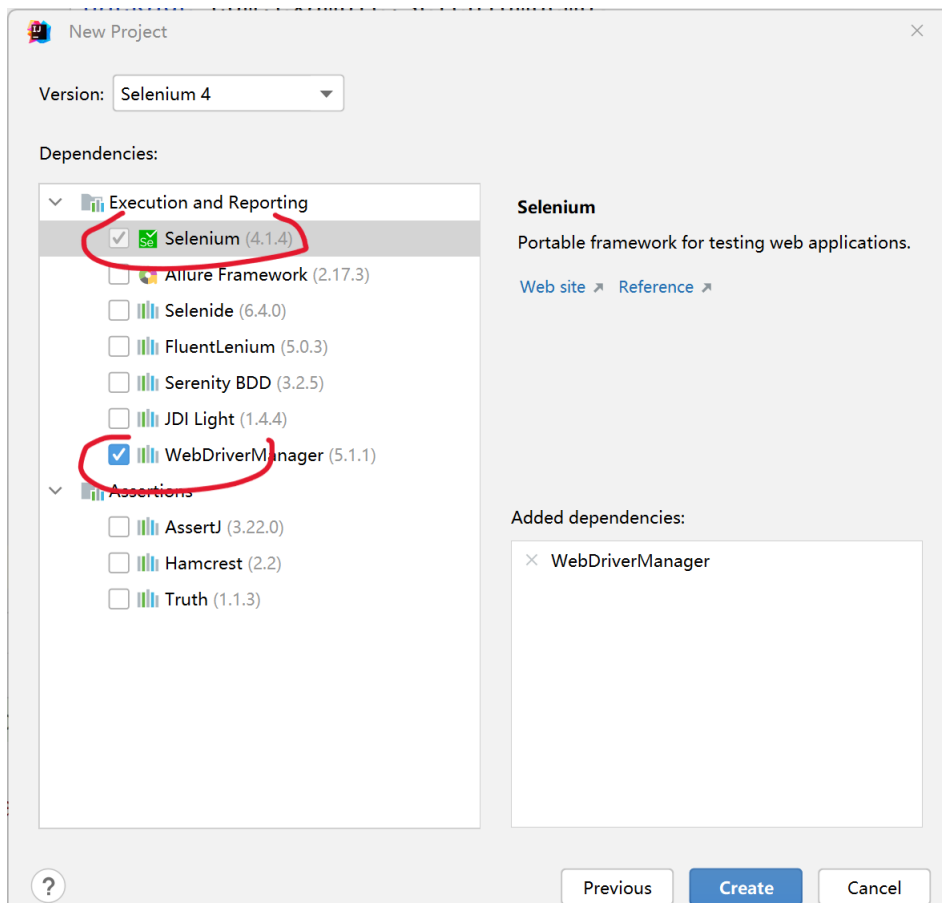 New Project
Version: Selenium 4
Dependencies:
Execution and Reporting
Selenium (4.1.4)
Allure Framework (2.17.3)
Selenide (6.4.0)
FluentLenium (5.0.3)
Serenity BDD (3.2.5)
JDI Light (1.4.4)
WebDriverManager (5.1.1)
Assertions
AssertJ (3.22.0)
Hamcrest (2.2)
Truth (1.1.3)
Selenium
Portable framework for testing web applications.
Web site Reference
Added dependencies:
WebDriverManager
? Previous Create Cancel